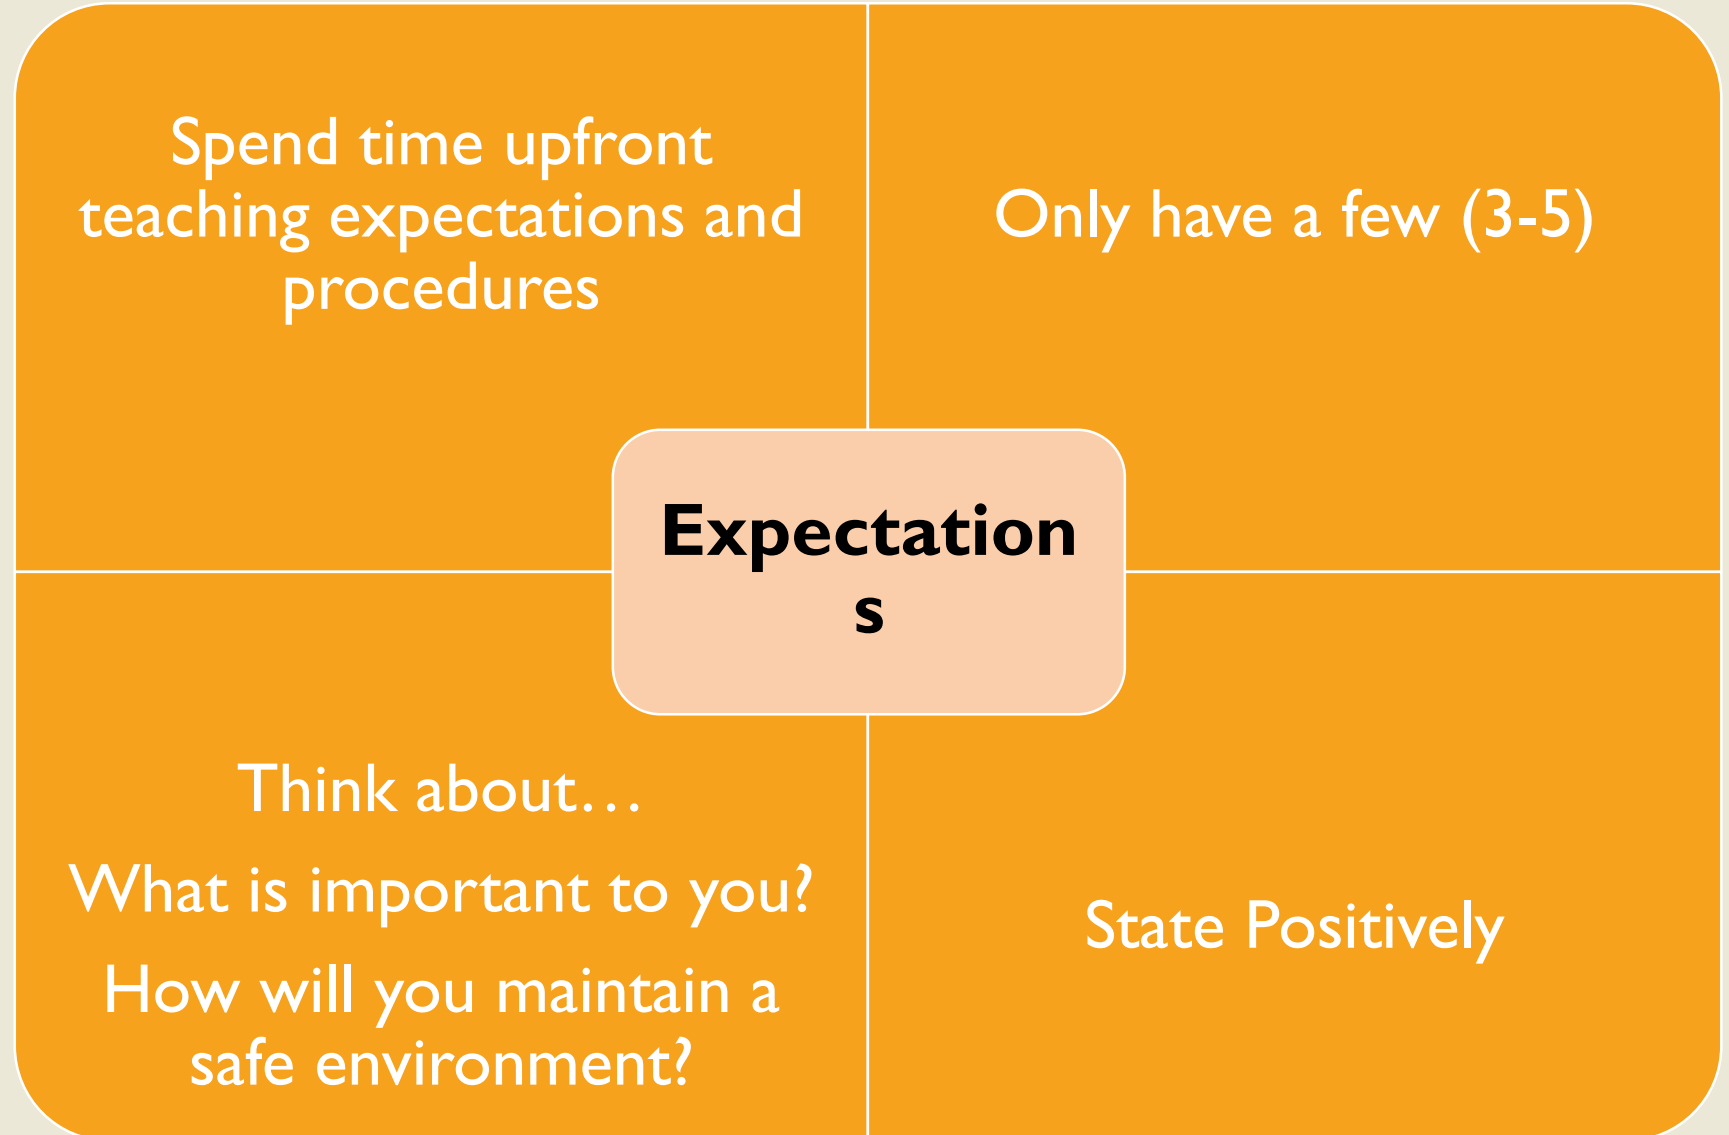 Spend time upfront
teaching expectations and
procedures
Only have a few (3-5)
Expectation
s
Think about…
What is important to you?
How will you maintain a
safe environment?
State Positively